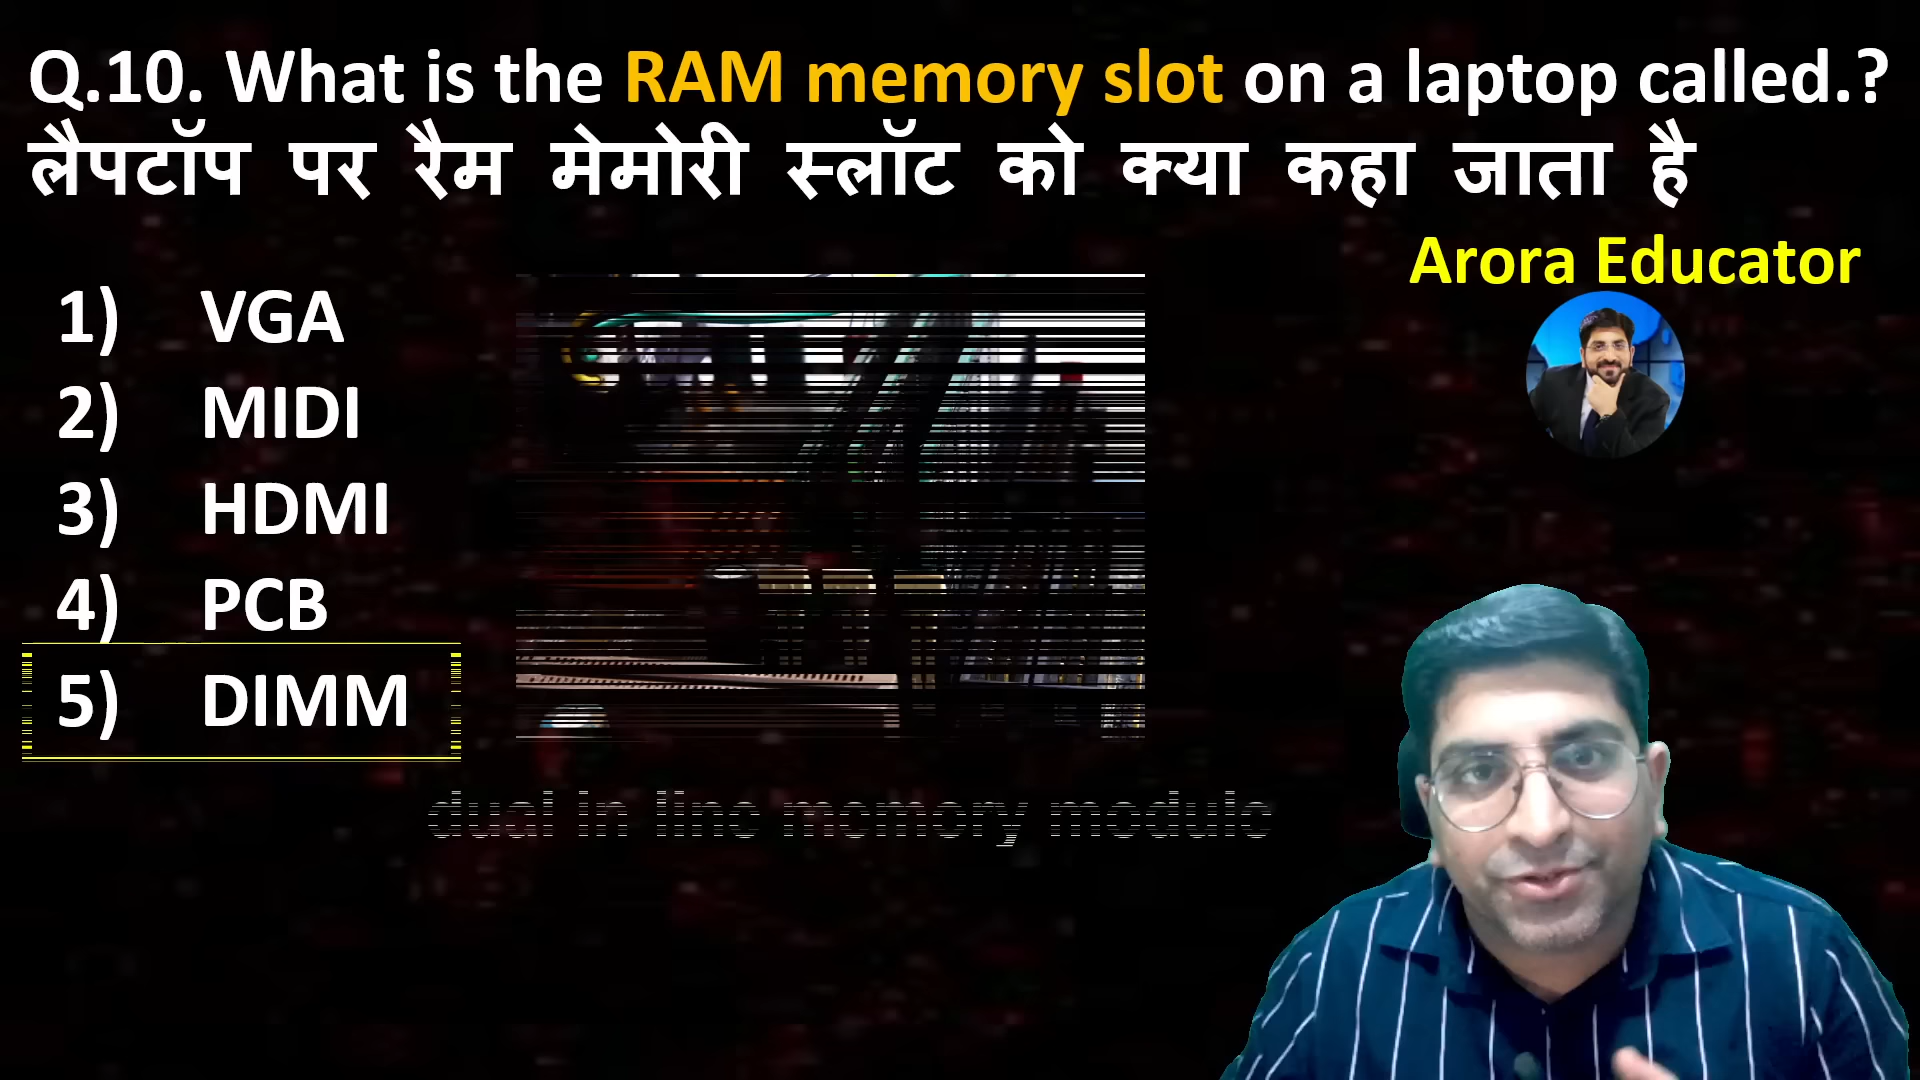 Q.10. What is the RAM memory slot on a laptop called.?
लैपटॉप पर रैम मेमोरी स्लॉट को क्या कहा जाता है
Arora Educator
1) VGA
2) MIDI
3) HDMI
4) PCB
5) DIMM
dual in line memory module